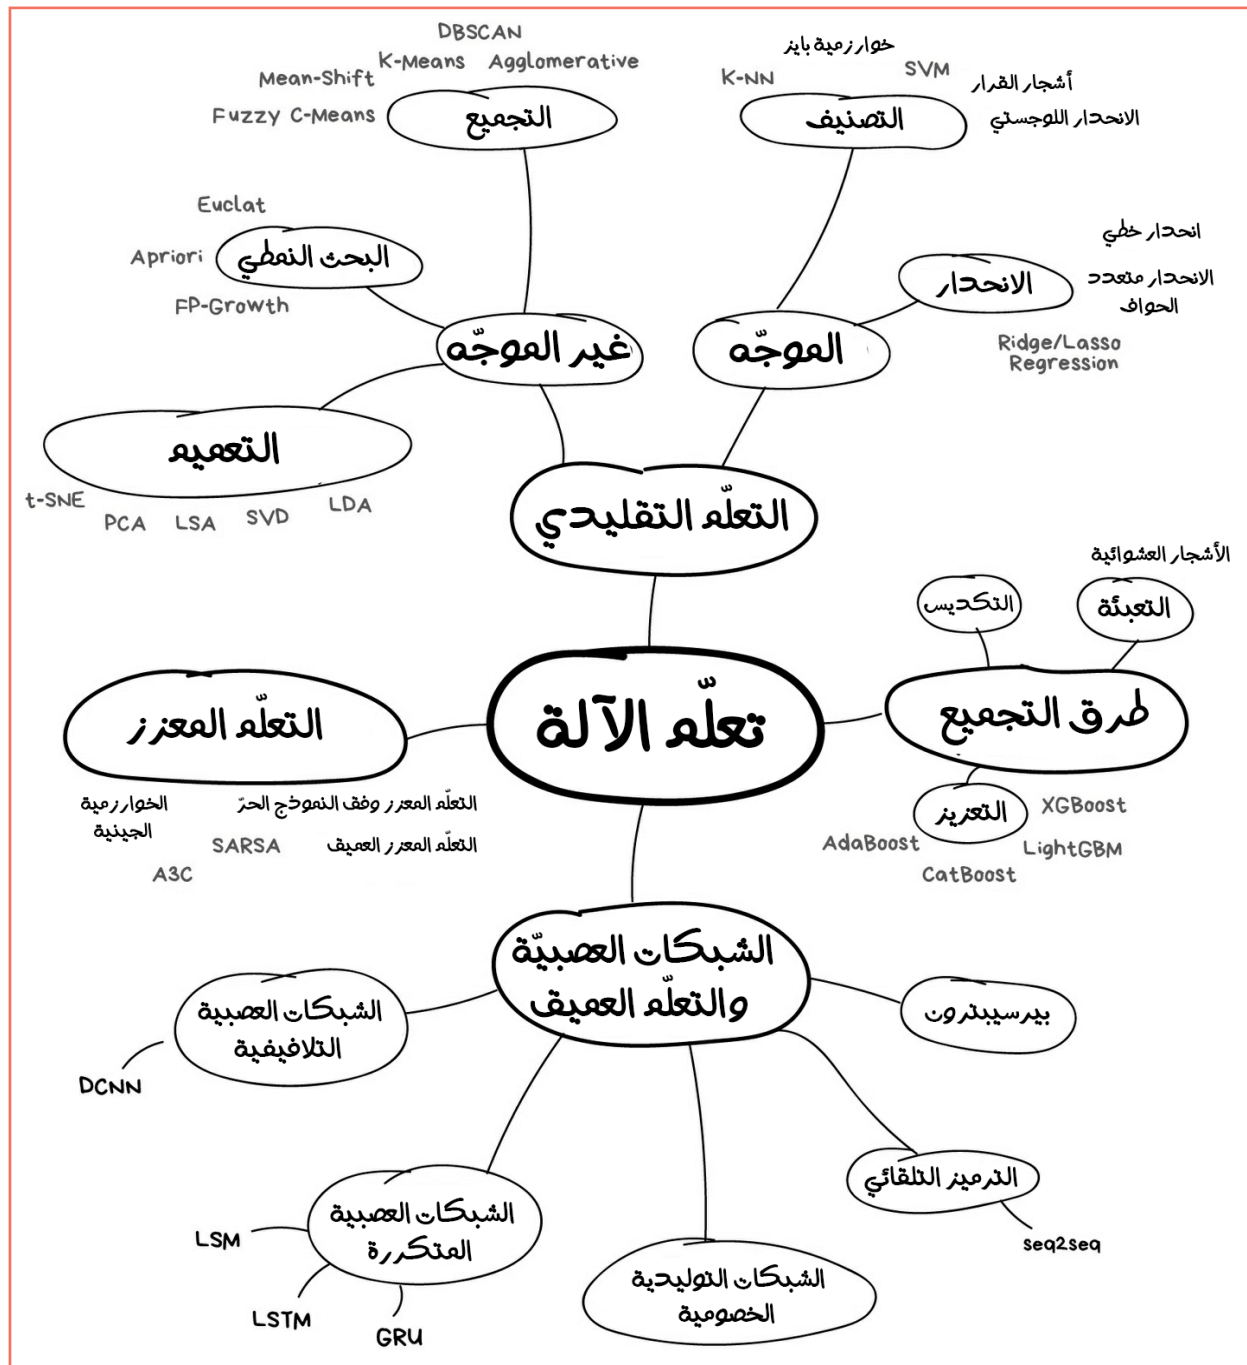 DBSCAN
K-Means
Agglomerative
Mean-Shift
Fuzzy C-Means
التجميع
خوارزمية بايز
K-NN
SVM
أشجار القرار
الانحدار اللوجستي
التصنيف
Euclat
Apriori
البحث النمطي
FP-Growth
انحدار خطي
الانحدار متعدد
الحواف
الانحدار
Ridge/Lasso
Regression
غير الموجّه
الموجّه
التعميم
t-SNE
PCA
LSA
SVD
LDA
التعلّم التقليدي
الأشجار العشوائية
التكديس
التعبئة
طرق التجميع
تعلّم الآلة
التعلّم المعزز
التعلّم المعزز وفق النموذج الحرّ
الخوارزمية
الجينية
التعلّم المعزز العميق
SARSA
A3C
التعزيز
XGBoost
AdaBoost
LightGBM
CatBoost
الشبكات العصبيّة
والتعلّم العميق
الشبكات العصبية
التلافيفية
DCNN
بيرسيبترون
الترميز التلقائي
seq2seq
الشبكات العصبية
المتكررة
LSM
LSTM
GRU
الشبكات التوليدية
الخصومية